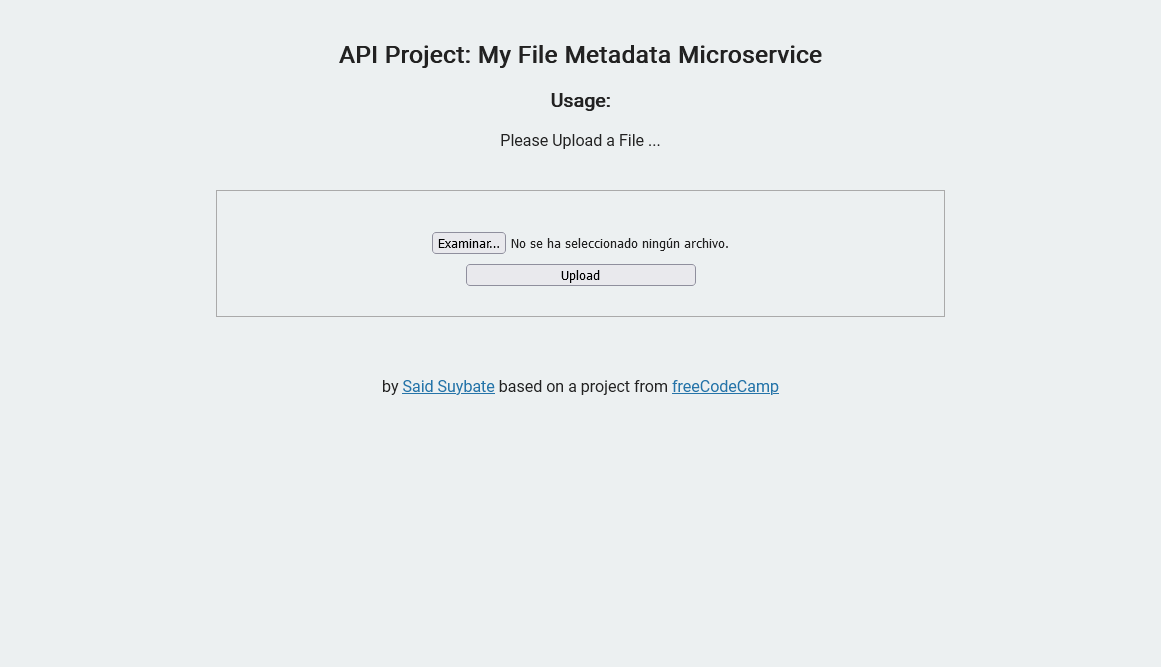 API Project: My File Metadata Microservice
Usage:
Please Upload a File ...
Examinar... No se ha seleccionado ningún archivo.
Upload
by Said Suybate based on a project from freeCodeCamp